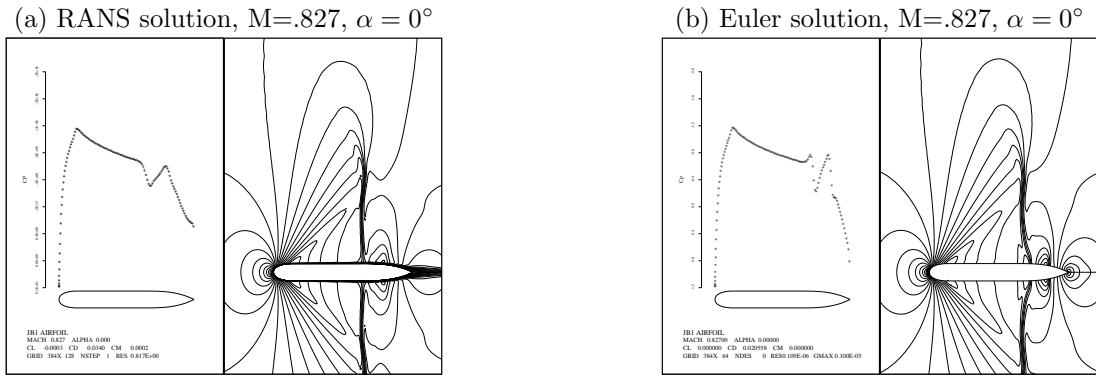 (a) RANS solution, M=.827, α = 0°
CP
JB1 AIRFOIL
MACH 0.827 ALPHA 0.000
CL -0.0003 CD 0.0340 CM 0.0002
GRID 384X 128 NSTEP 1 RES 0.817E+00
(b) Euler solution, M=.827, α = 0°
Cp
JB1 AIRFOIL
MACH 0.82700 ALPHA 0.00000
CL 0.000000 CD 0.020558 CM 0.000000
GRID 384X 64 NDES 0 RES0.109E-06 GMAX 0.100E-05